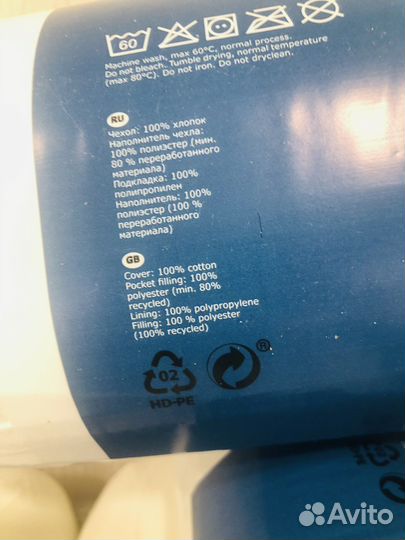 60
Machine wash, max 60°C, normal process.
Do not bleach. Tumble drying, normal temperature
(max 80°C). Do not iron. Do not dryclean.
RU
Чехол: 100% хлопок
Наполнитель чехла:
100% полиэстер (мин.
80 % переработанного
материала)
Подкладка: 100%
полипропилен
Наполнитель: 100%
полиэстер (100 %
переработанного
материала)
GB
Cover: 100% cotton
Pocket filling: 100%
polyester (min. 80%
recycled)
Lining: 100% polypropylene
Filling: 100 % polyester
(100% recycled)
02
HD-PE
®
Avito